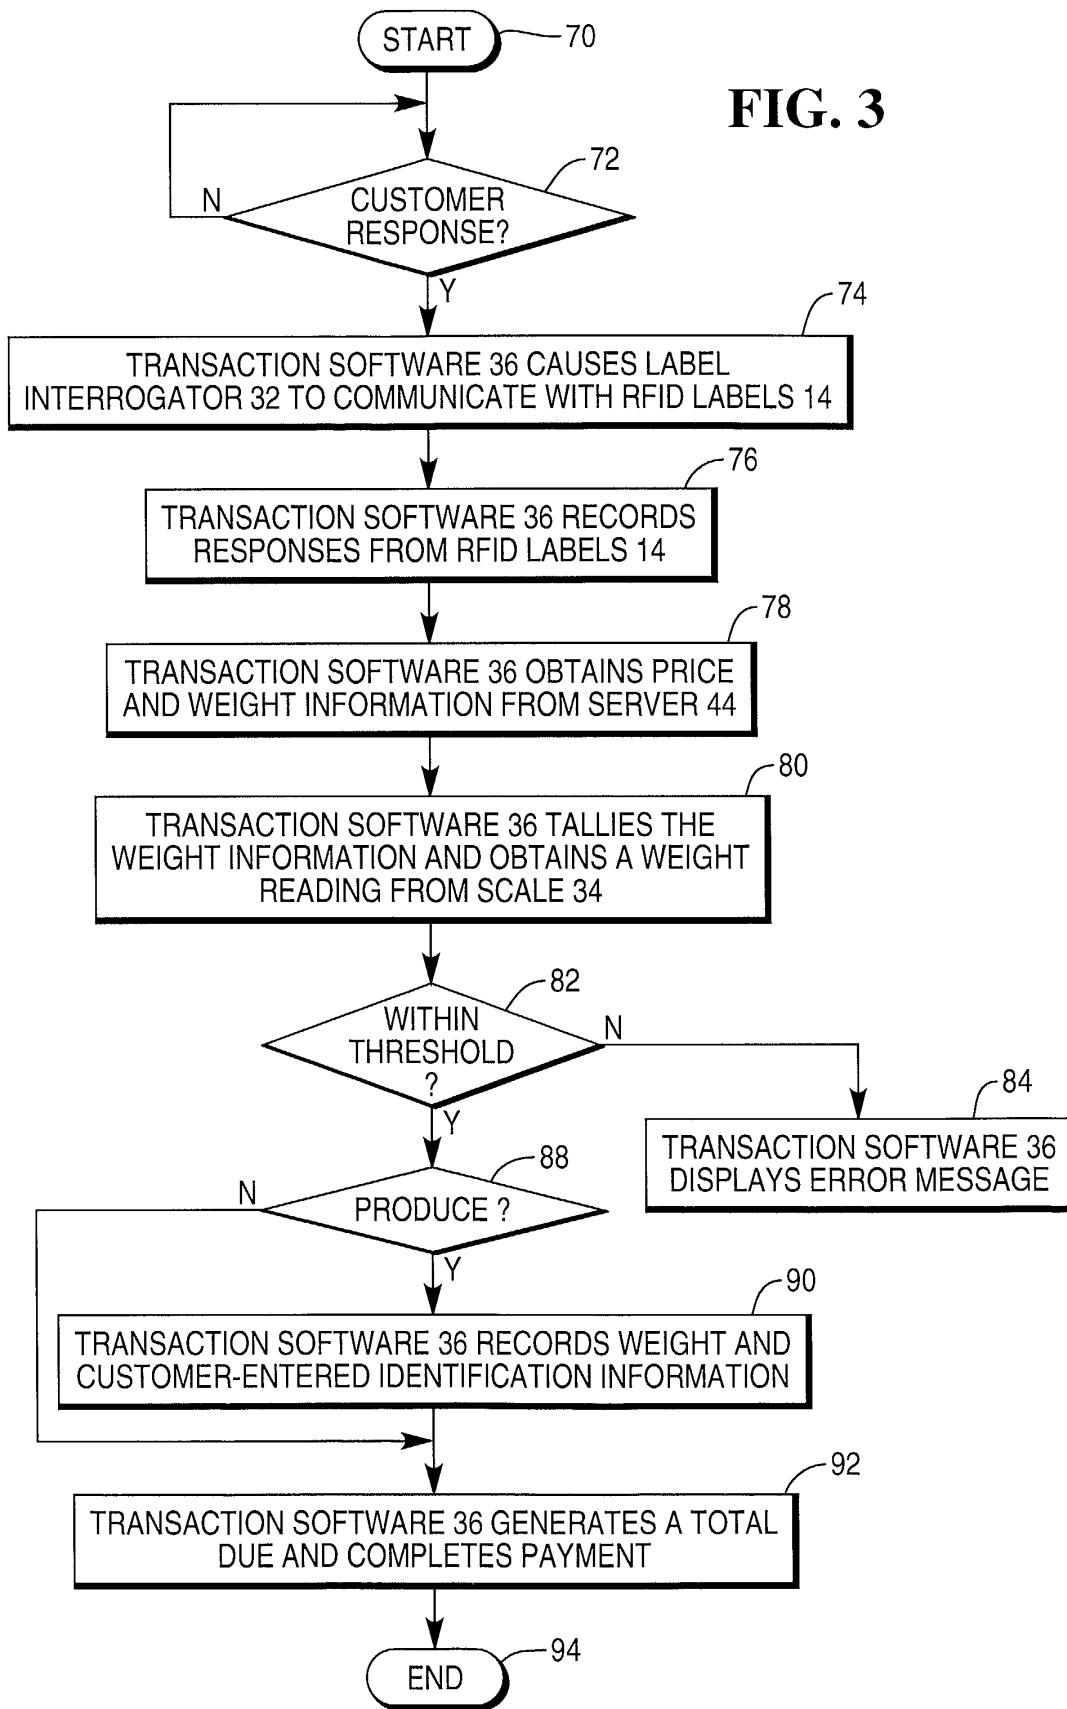 START
70
FIG. 3
72
CUSTOMER
RESPONSE?
N
Y
74
TRANSACTION SOFTWARE 36 CAUSES LABEL
INTERROGATOR 32 TO COMMUNICATE WITH RFID LABELS 14
76
TRANSACTION SOFTWARE 36 RECORDS
RESPONSES FROM RFID LABELS 14
78
TRANSACTION SOFTWARE 36 OBTAINS PRICE
AND WEIGHT INFORMATION FROM SERVER 44
80
TRANSACTION SOFTWARE 36 TALLIES THE
WEIGHT INFORMATION AND OBTAINS A WEIGHT
READING FROM SCALE 34
82
WITHIN
THRESHOLD
?
N
Y
84
TRANSACTION SOFTWARE 36
DISPLAYS ERROR MESSAGE
88
N
PRODUCE ?
Y
90
TRANSACTION SOFTWARE 36 RECORDS WEIGHT AND
CUSTOMER-ENTERED IDENTIFICATION INFORMATION
92
TRANSACTION SOFTWARE 36 GENERATES A TOTAL
DUE AND COMPLETES PAYMENT
94
END